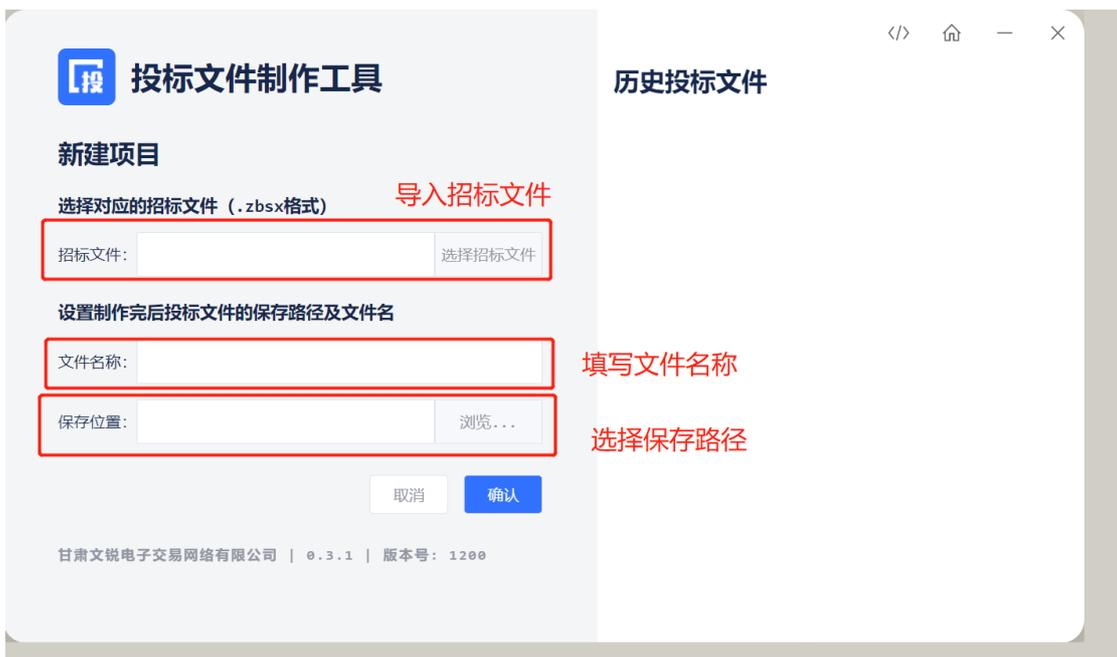 投
投标文件制作工具
历史投标文件
新建项目
导入招标文件
选择对应的招标文件（.zbsx格式）
招标文件：
选择招标文件
设置制作完后投标文件的保存路径及文件名
文件名称：
填写文件名称
保存位置：
浏览...
选择保存路径
取消
确认
甘肃文锐电子交易网络有限公司 | 0.3.1 | 版本号: 1200